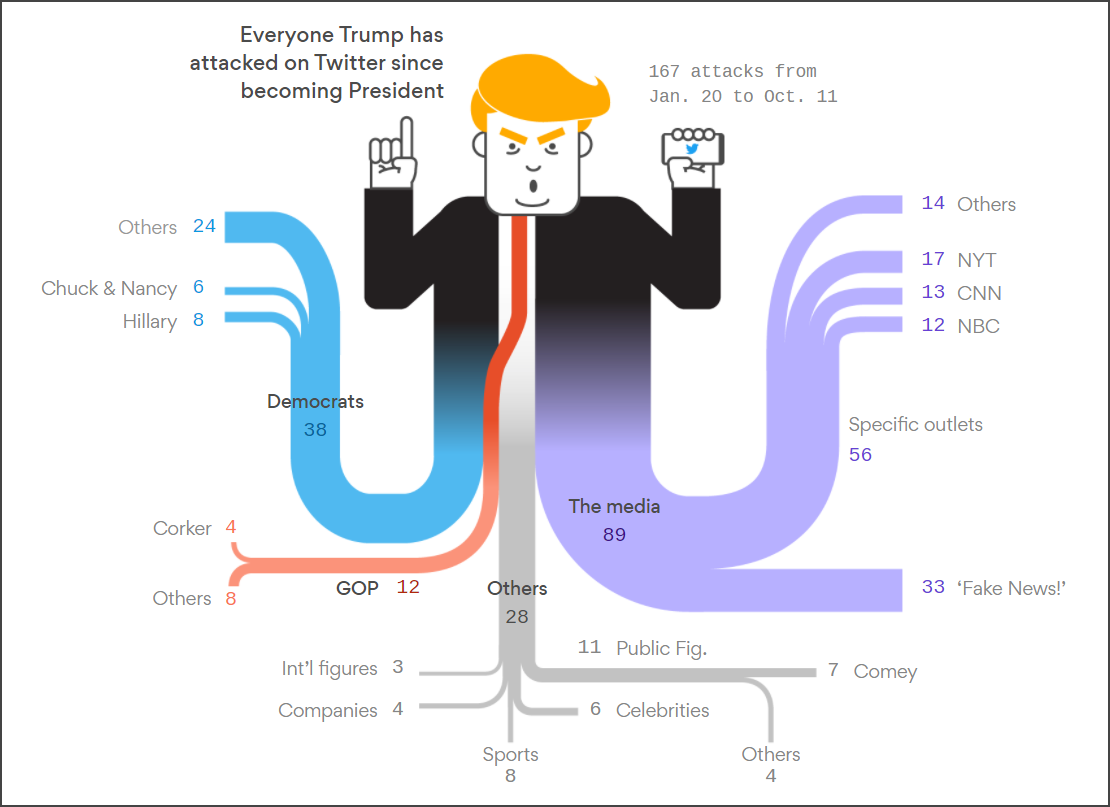 Everyone Trump has
attacked on Twitter since
becoming President
167 attacks from
Jan. 20 to Oct. 11
Others 24
Chuck & Nancy 6
Hillary 8
Democrats
38
14 Others
17 NYT
13 CNN
12 NBC
Specific outlets
56
The media
89
33 ‘Fake News!’
Corker 4
Others 8
GOP 12
Others
28
Int’l figures 3
Companies 4
Sports
8
11 Public Fig.
7 Comey
6 Celebrities
Others
4